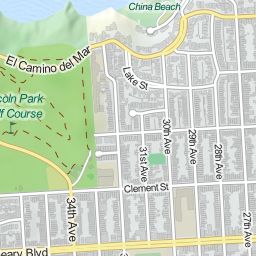 China Beach
El Camino del Mar
Lake St
coln Park
lf Course
30th Ave
29th Ave
28th Ave
31st Ave
Clement St
34th Ave
27th Ave
eary Blvd